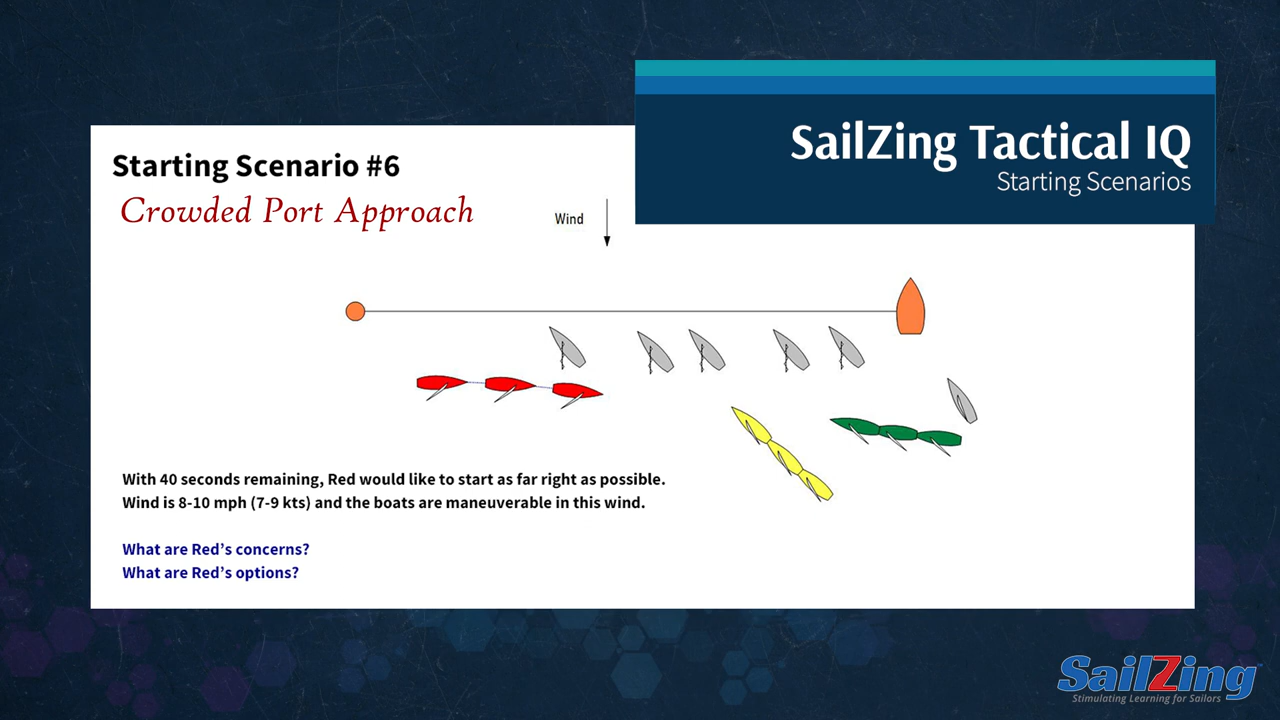 SailZing Tactical IQ
Starting Scenarios
Starting Scenario #6
Crowded Port Approach
Wind
With 40 seconds remaining, Red would like to start as far right as possible.
Wind is 8-10 mph (7-9 kts) and the boats are maneuverable in this wind.
What are Red’s concerns?
What are Red’s options?
SailZing
Stimulating Learning for Sailors